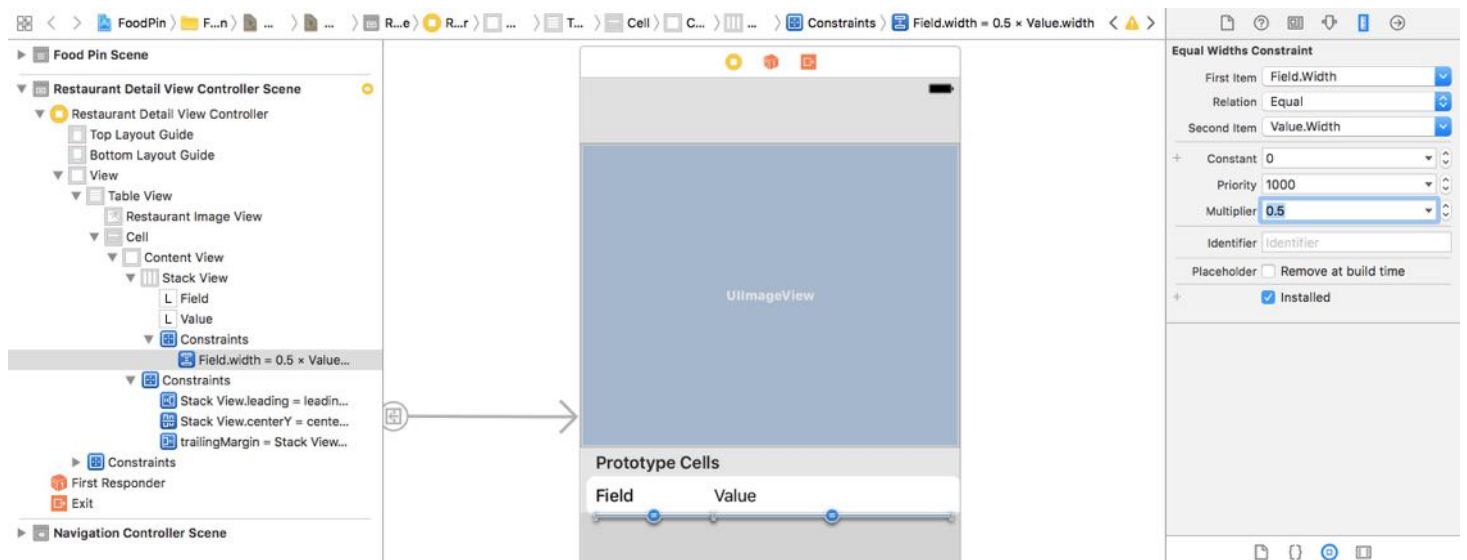 F...n) ... ... R...e) R...r) ... T... Cell C... ... Constraints Field.width = 0.5 × Value.width
Food Pin Scene
Restaurant Detail View Controller Scene
Restaurant Detail View Controller
Top Layout Guide
Bottom Layout Guide
View
Table View
Restaurant Image View
Cell
Content View
Stack View
L Field
L Value
Constraints
Field.width = 0.5 × Value...
Constraints
Stack View.leading = leadin...
Stack View.centerY = cente...
trailingMargin = Stack View...
Constraints
First Responder
Exit
Navigation Controller Scene
UIImageView
Prototype Cells
Field Value
Equal Widths Constraint
First Item Field.Width
Relation Equal
Second Item Value.Width
Constant 0
Priority 1000
Multiplier 0.5
Identifier Identifier
Placeholder Remove at build time
Installed